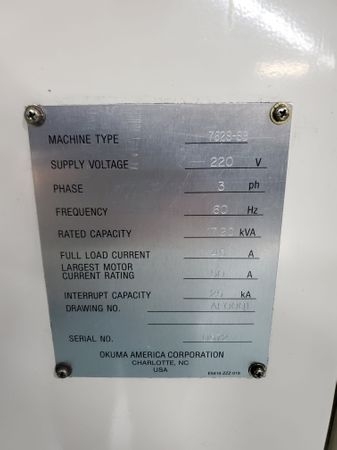 MACHINE TYPE
SUPPLY VOLTAGE 220 V
PHASE 3 ph
FREQUENCY 60 Hz
RATED CAPACITY kVA
FULL LOAD CURRENT A
LARGEST MOTOR
CURRENT RATING A
INTERRUPT CAPACITY 25 kA
DRAWING NO.
SERIAL NO.
OKUMA AMERICA CORPORATION
CHARLOTTE, NC
USA